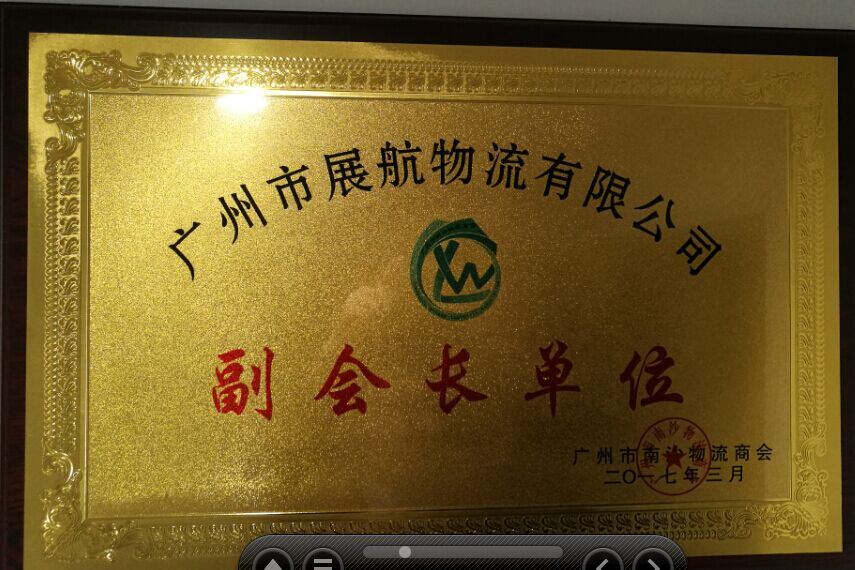 广州市展航物流有限公司
副会长单位
广州市南沙物流商会
二〇一七年三月